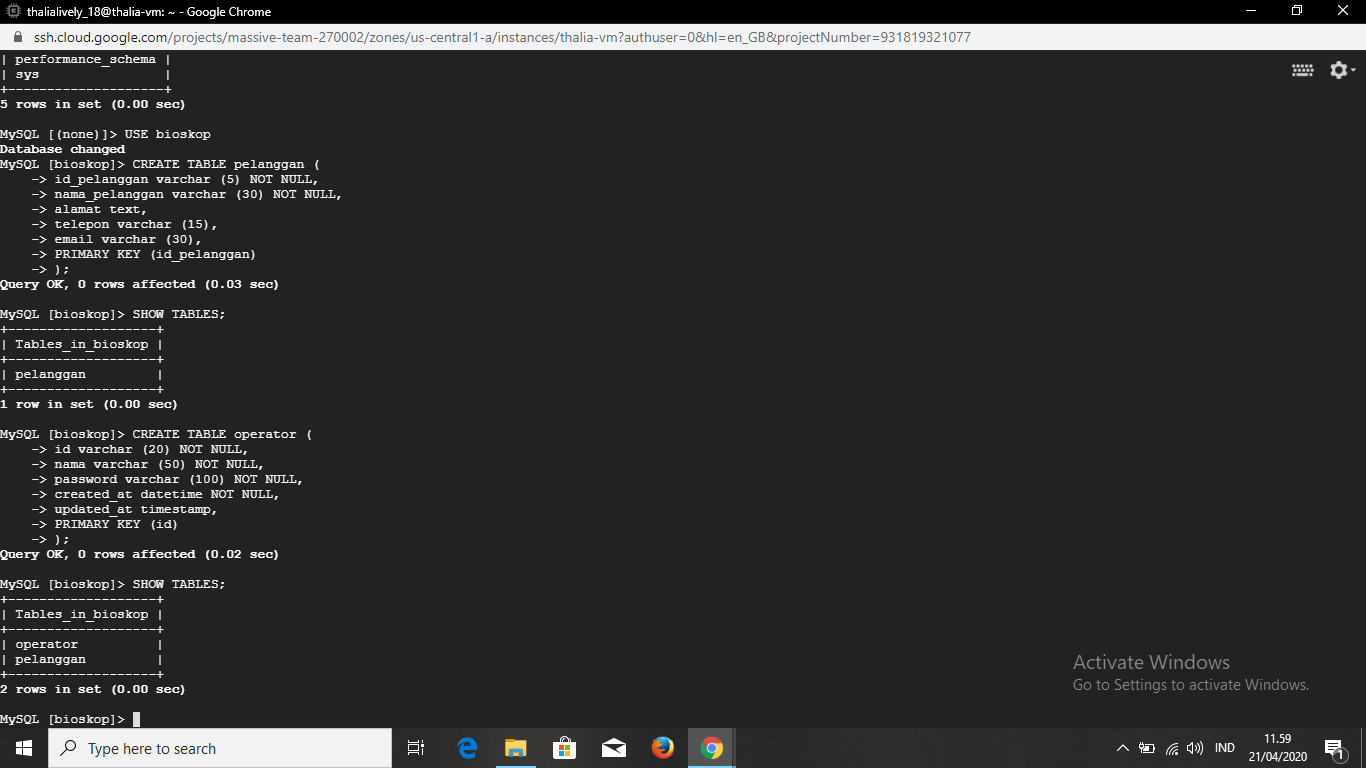 thalialively_18@thalia-vm: ~ - Google Chrome
ssh.cloud.google.com/projects/massive-team-270002/zones/us-central1-a/instances/thalia-vm?authuser=0&hl=en_GB&projectNumber=931819321077
| performance_schema |
| sys                |
+--------------------+
5 rows in set (0.00 sec)
MySQL [(none)]> USE bioskop
Database changed
MySQL [bioskop]> CREATE TABLE pelanggan (
    -> id_pelanggan varchar (5) NOT NULL,
    -> nama_pelanggan varchar (30) NOT NULL,
    -> alamat text,
    -> telepon varchar (15),
    -> email varchar (30),
    -> PRIMARY KEY (id_pelanggan)
    -> );
Query OK, 0 rows affected (0.03 sec)
MySQL [bioskop]> SHOW TABLES;
+-------------------+
| Tables_in_bioskop |
+-------------------+
| pelanggan         |
+-------------------+
1 row in set (0.00 sec)
MySQL [bioskop]> CREATE TABLE operator (
    -> id varchar (20) NOT NULL,
    -> nama varchar (50) NOT NULL,
    -> password varchar (100) NOT NULL,
    -> created_at datetime NOT NULL,
    -> updated_at timestamp,
    -> PRIMARY KEY (id)
    -> );
Query OK, 0 rows affected (0.02 sec)
MySQL [bioskop]> SHOW TABLES;
+-------------------+
| Tables_in_bioskop |
+-------------------+
| operator          |
| pelanggan         |
+-------------------+
2 rows in set (0.00 sec)
MySQL [bioskop]>
Activate Windows
Go to Settings to activate Windows.
Type here to search
IND
11.59
21/04/2020
1